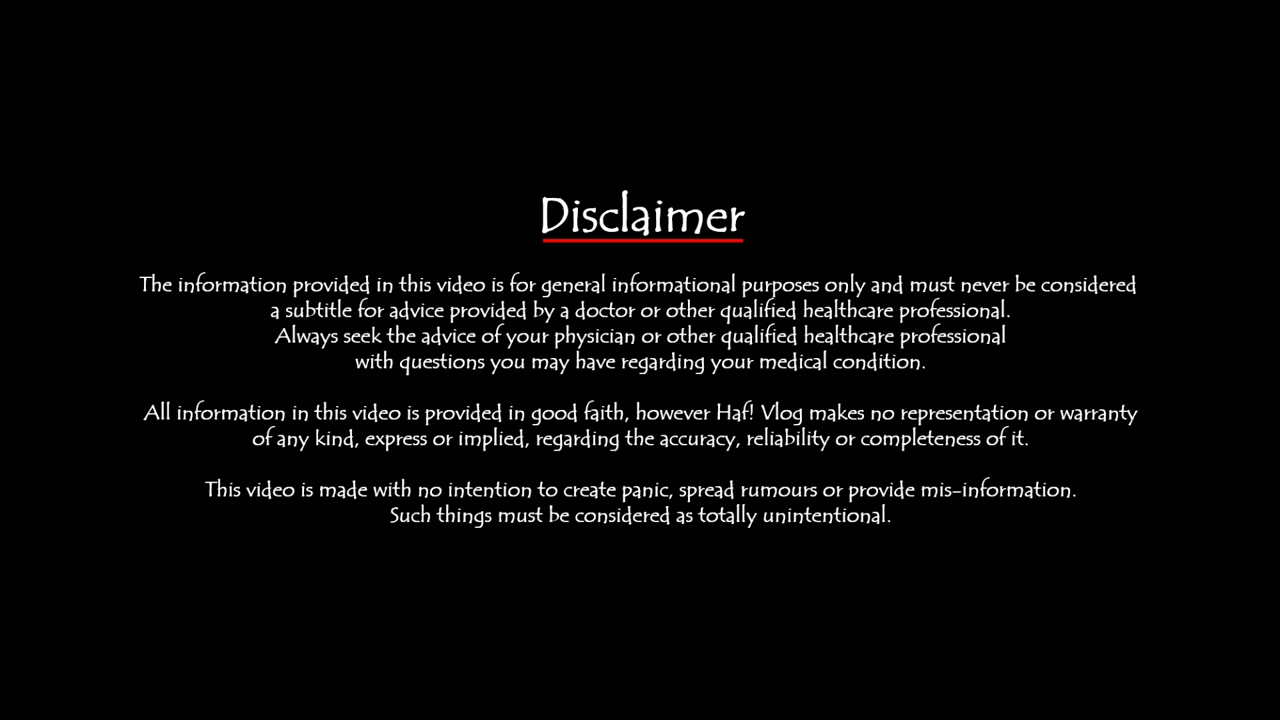 Disclaimer
The information provided in this video is for general informational purposes only and must never be considered
a subtitle for advice provided by a doctor or other qualified healthcare professional.
Always seek the advice of your physician or other qualified healthcare professional
with questions you may have regarding your medical condition.
All information in this video is provided in good faith, however Haf! Vlog makes no representation or warranty
of any kind, express or implied, regarding the accuracy, reliability or completeness of it.
This video is made with no intention to create panic, spread rumours or provide mis-information.
Such things must be considered as totally unintentional.